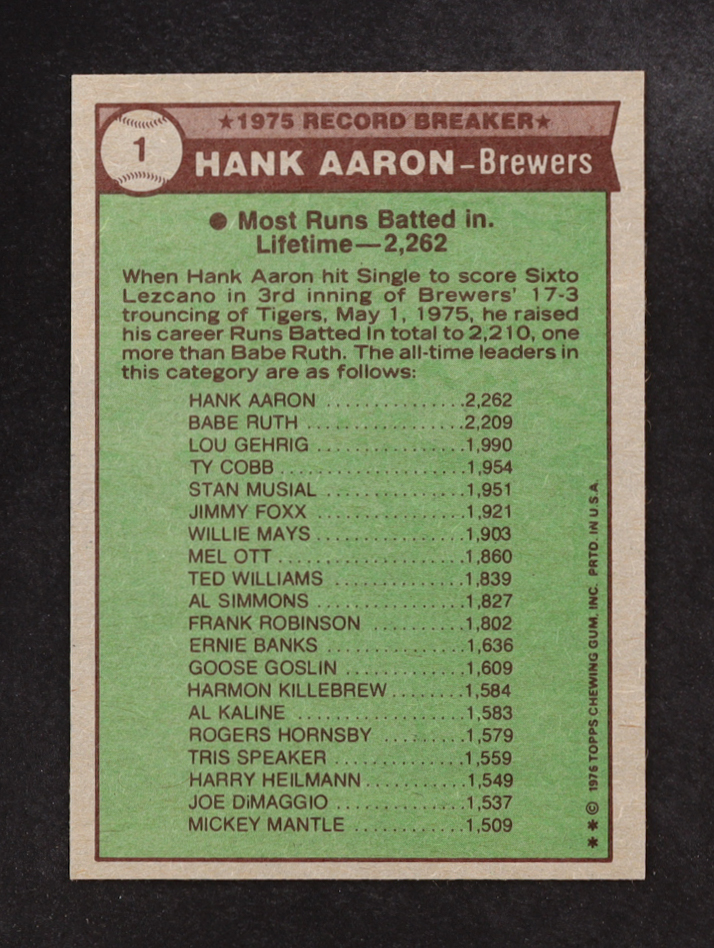 ★1975 RECORD BREAKER★
1
HANK AARON–Brewers
● Most Runs Batted in.
Lifetime—2,262
When Hank Aaron hit Single to score Sixto
Lezcano in 3rd inning of Brewers' 17-3
trouncing of Tigers, May 1, 1975, he raised
his career Runs Batted In total to 2,210, one
more than Babe Ruth. The all-time leaders in
this category are as follows:
HANK AARON ..............2,262
BABE RUTH ................2,209
LOU GEHRIG ...............1,990
TY COBB...................1,954
STAN MUSIAL ..............1,951
JIMMY FOXX ...............1,921
WILLIE MAYS ..............1,903
MEL OTT...................1,860
TED WILLIAMS .............1,839
AL SIMMONS ...............1,827
FRANK ROBINSON ..........1,802
ERNIE BANKS ..............1,636
GOOSE GOSLIN ............1,609
HARMON KILLEBREW........1,584
AL KALINE .................1,583
ROGERS HORNSBY .........1,579
TRIS SPEAKER .............1,559
HARRY HEILMANN..........1,549
JOE DiMAGGIO .............1,537
MICKEY MANTLE ...........1,509
✱ ✱ © 1976 TOPPS CHEWING GUM, INC. PRTD. IN U.S.A.